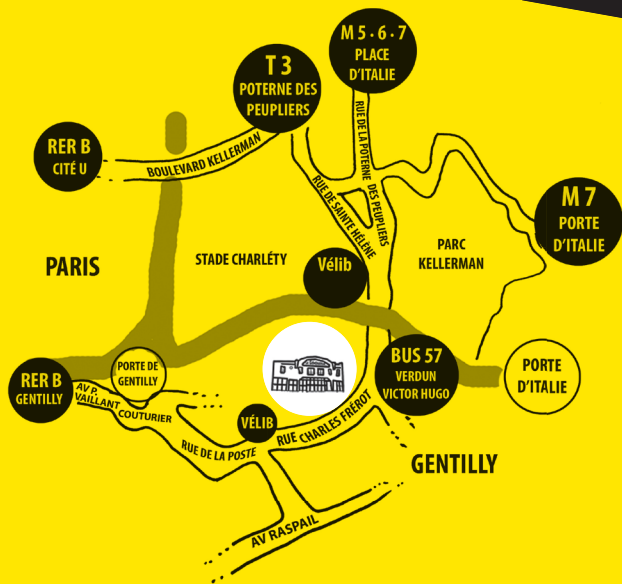 M 5 · 6 · 7
PLACE
D'ITALIE
T 3
POTERNE DES
PEUPLIERS
RER B
CITÉ U
BOULEVARD KELLERMAN
RUE DE LA POTERNE DES PEUPLIERS
RUE DE SAINTE HÉLÈNE
M 7
PORTE
D'ITALIE
PARC
KELLERMAN
PARIS
STADE CHARLÉTY
Vélib
RER B
GENTILLY
AV P.
VAILLANT
COUTURIER
PORTE DE
GENTILLY
BUS 57
VERDUN
VICTOR HUGO
PORTE
D'ITALIE
VÉLIB
RUE DE LA POSTE
RUE CHARLES FRÉROT
GENTILLY
AV RASPAIL